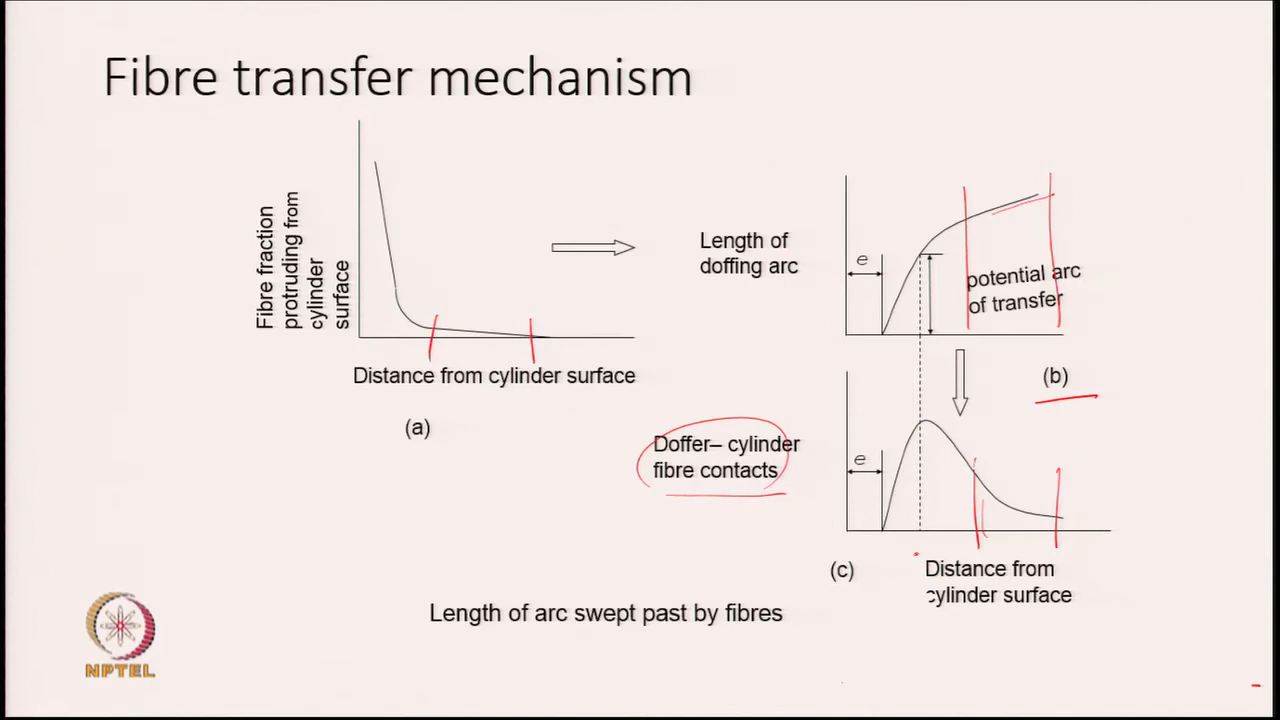 Fibre transfer mechanism
Fibre fraction
protruding from
cylinder
surface
Distance from cylinder surface
(a)
Length of
doffing arc
e
potential arc
of transfer
(b)
Doffer– cylinder
fibre contacts
e
(c)
Distance from
cylinder surface
Length of arc swept past by fibres
NPTEL